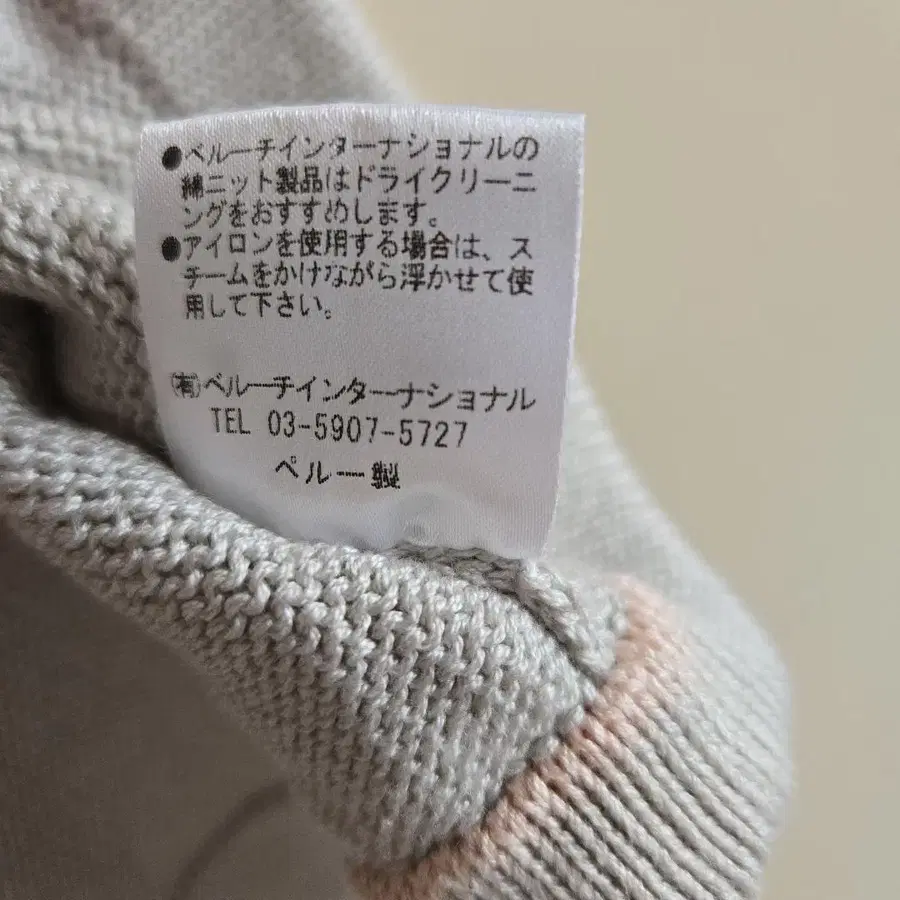 ●ベルーチインターナショナルの
綿ニット製品はドライクリーニ
ングをおすすめします。
●アイロンを使用する場合は、ス
チームをかけながら浮かせて使
用して下さい。
㈲ベルーチインターナショナル
TEL 03-5907-5727
ペルー製